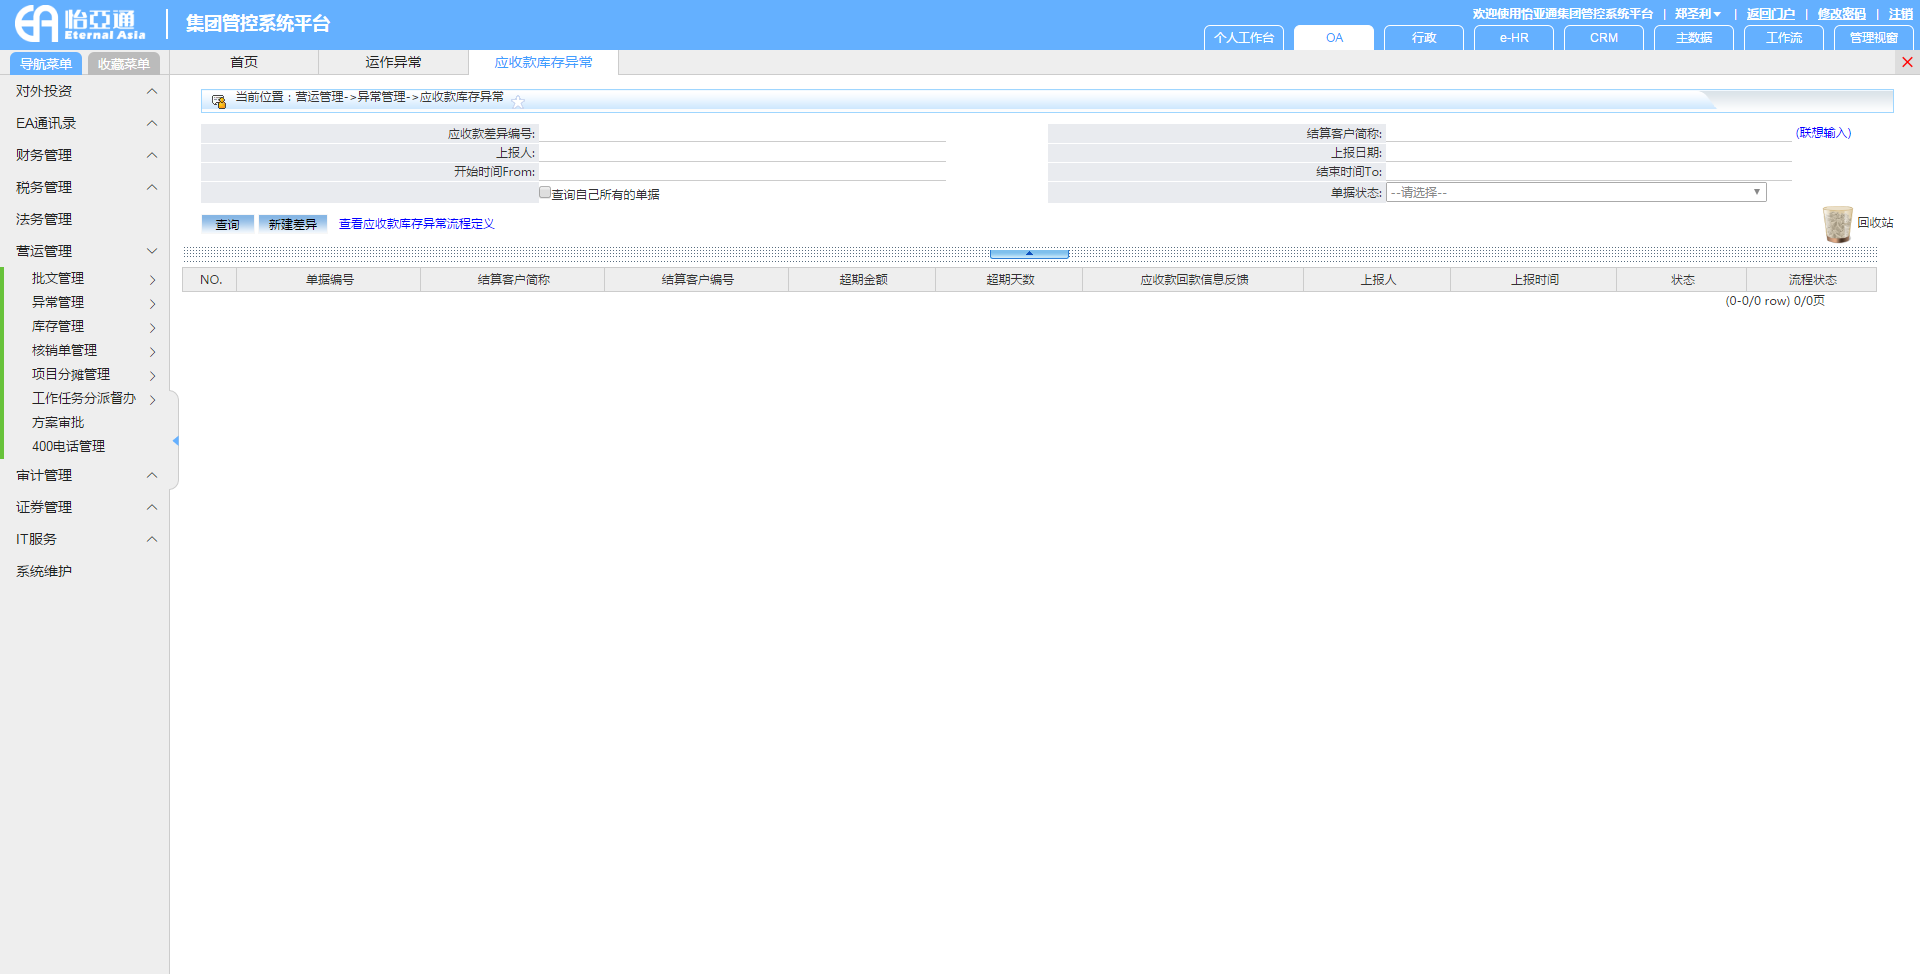 怡亞通
Eternal Asia
集团管控系统平台
欢迎使用怡亚通集团管控系统平台 | 郑圣利 | 返回门户 | 修改密码 | 注销
个人工作台 OA 行政 e-HR CRM 主数据 工作流 管理视窗
导航菜单 收藏菜单 首页 运作异常 应收款库存异常
对外投资
EA通讯录
财务管理
税务管理
法务管理
营运管理
批文管理
异常管理
库存管理
核销单管理
项目分摊管理
工作任务分派督办
方案审批
400电话管理
审计管理
证券管理
IT服务
系统维护
当前位置：营运管理->异常管理->应收款库存异常
应收款差异编号: 结算客户简称: (联想输入)
上报人: 上报日期:
开始时间From: 结束时间To:
查询自己所有的单据 单据状态: --请选择--
查询 新建差异 查看应收款库存异常流程定义 回收站
NO. 单据编号 结算客户简称 结算客户编号 超期金额 超期天数 应收款回款信息反馈 上报人 上报时间 状态 流程状态
(0-0/0 row) 0/0页